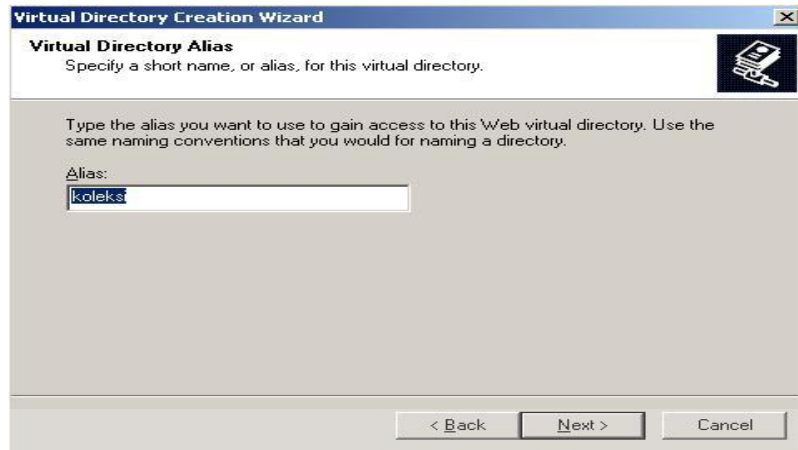 Virtual Directory Creation Wizard
Virtual Directory Alias
Specify a short name, or alias, for this virtual directory.
Type the alias you want to use to gain access to this Web virtual directory. Use the
same naming conventions that you would for naming a directory.
Alias:
koleksi
< Back
Next >
Cancel